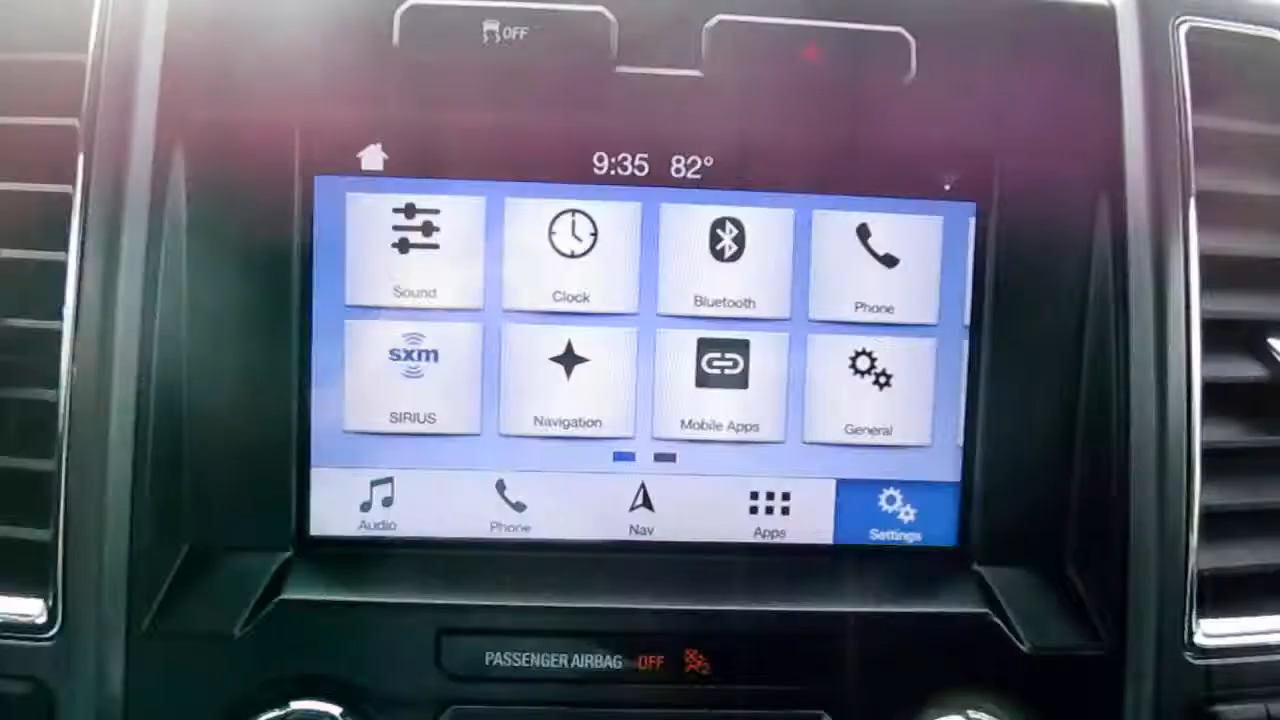 OFF
9:35 82°
Sound Clock Bluetooth Phone
sxm
SIRIUS Navigation Mobile Apps General
Audio Phone Nav Apps Settings
PASSENGER AIRBAG OFF